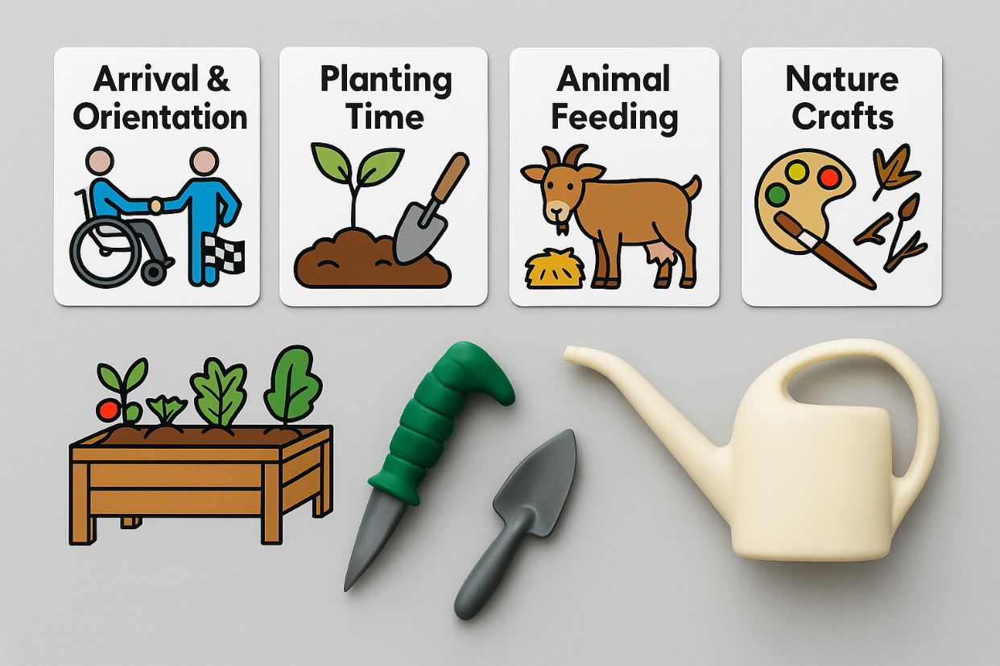 Arrival &
Orientation
Planting
Time
Animal
Feeding
Nature
Crafts